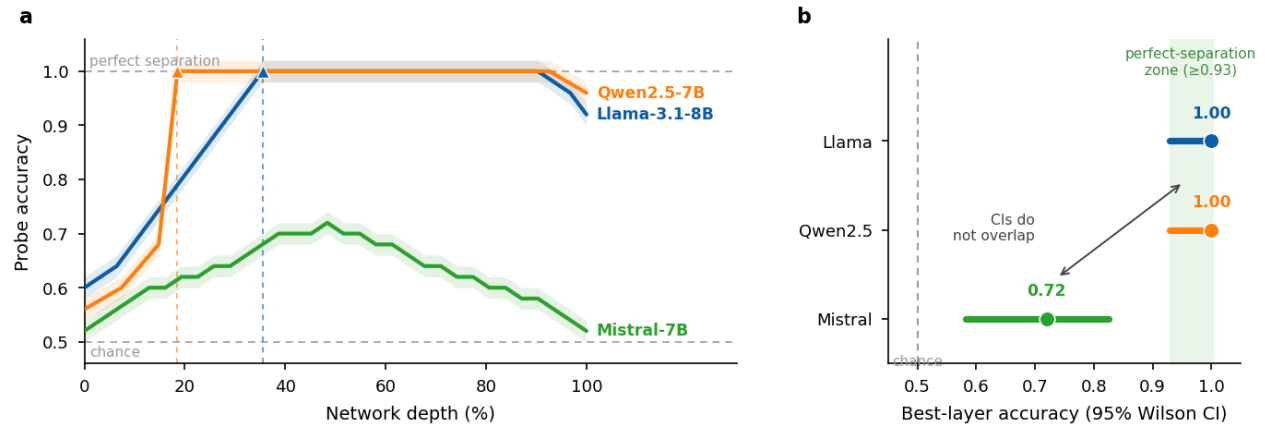 a
perfect separation
1.0
0.9
0.8
0.7
0.6
0.5
Probe accuracy
Qwen2.5-7B
Llama-3.1-8B
Mistral-7B
chance
0
20
40
60
80
100
Network depth (%)
b
perfect-separation
zone (≥0.93)
1.00
Llama
1.00
Qwen2.5
CIs do
not overlap
0.72
Mistral
chance
0.5
0.6
0.7
0.8
0.9
1.0
Best-layer accuracy (95% Wilson CI)